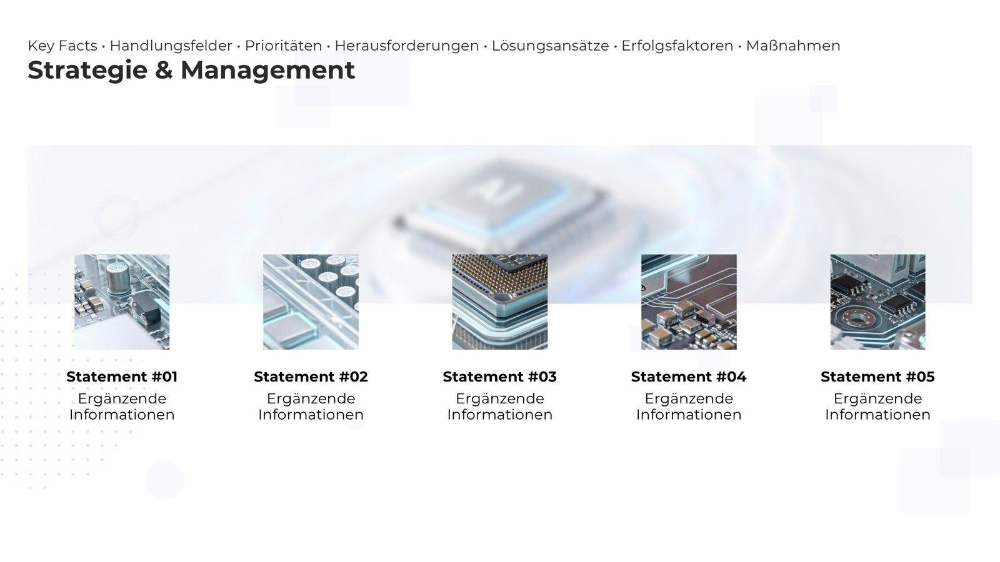 Key Facts • Handlungsfelder • Prioritäten • Herausforderungen • Lösungsansätze • Erfolgsfaktoren • Maßnahmen
Strategie & Management
AI
Statement #01
Ergänzende
Informationen
Statement #02
Ergänzende
Informationen
Statement #03
Ergänzende
Informationen
Statement #04
Ergänzende
Informationen
Statement #05
Ergänzende
Informationen